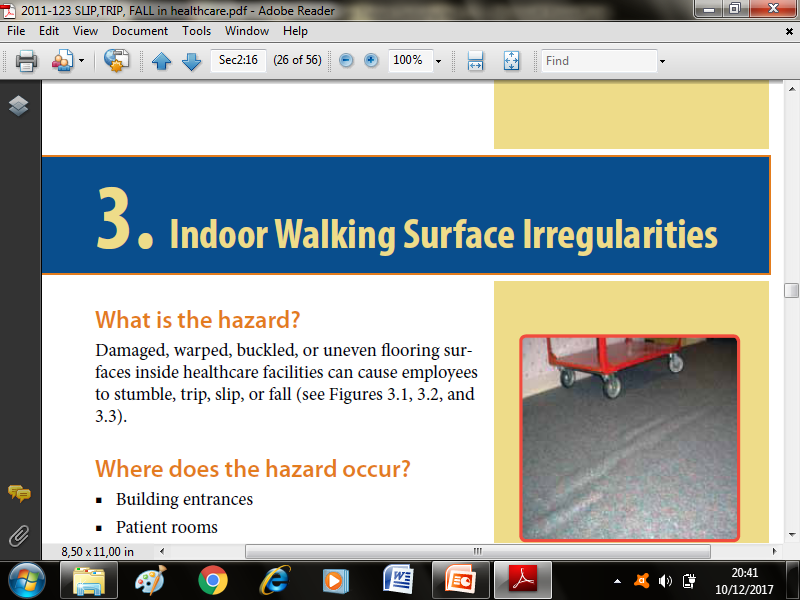 2011-123 SLIP,TRIP, FALL in healthcare.pdf - Adobe Reader
File Edit View Document Tools Window Help
Sec2:16 (26 of 56) 100% Find
3. Indoor Walking Surface Irregularities
What is the hazard?
Damaged, warped, buckled, or uneven flooring sur-
faces inside healthcare facilities can cause employees
to stumble, trip, slip, or fall (see Figures 3.1, 3.2, and
3.3).
Where does the hazard occur?
▪ Building entrances
▪ Patient rooms
8,50 x 11,00 in
20:41
10/12/2017